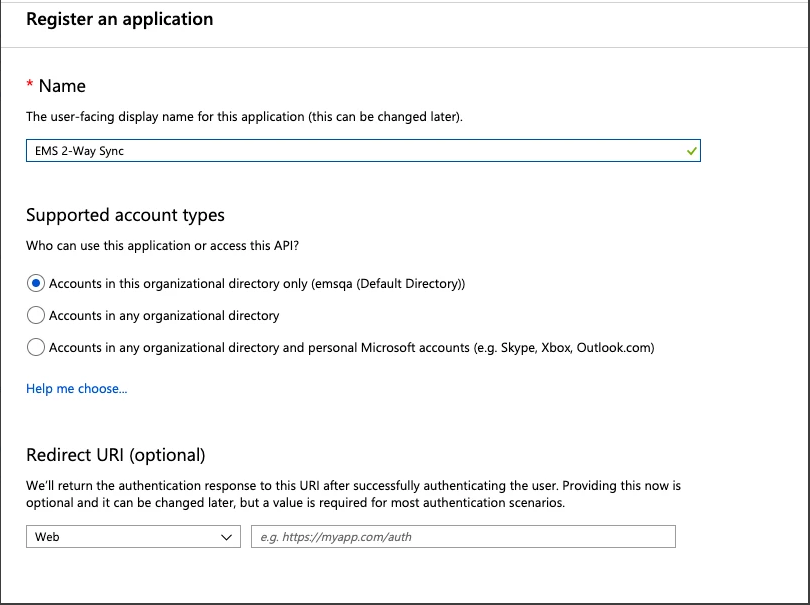 Register an application
* Name
The user-facing display name for this application (this can be changed later).
EMS 2-Way Sync
Supported account types
Who can use this application or access this API?
Accounts in this organizational directory only (emsqa (Default Directory))
Accounts in any organizational directory
Accounts in any organizational directory and personal Microsoft accounts (e.g. Skype, Xbox, Outlook.com)
Help me choose...
Redirect URI (optional)
We'll return the authentication response to this URI after successfully authenticating the user. Providing this now is
optional and it can be changed later, but a value is required for most authentication scenarios.
Web
e.g. https://myapp.com/auth